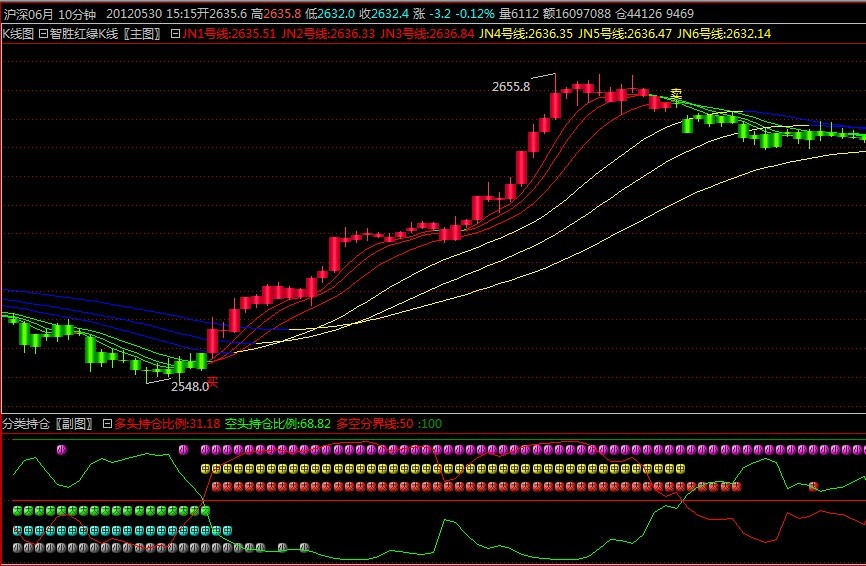 沪深06月 10分钟 20120530 15:15开2635.6 高2635.8 低2632.0 收2632.4 涨 -3.2 -0.12% 量6112 额16097088 仓44126 9469
K线图 日智胜红绿K线〖主图〗 日JN1号线:2635.51 JN2号线:2636.33 JN3号线:2636.84 JN4号线:2636.35 JN5号线:2636.47 JN6号线:2632.14
2655.8
卖
2548.0买
分类持仓〖副图〗 日多头持仓比例:31.18 空头持仓比例:68.82 多空分界线:50 :100